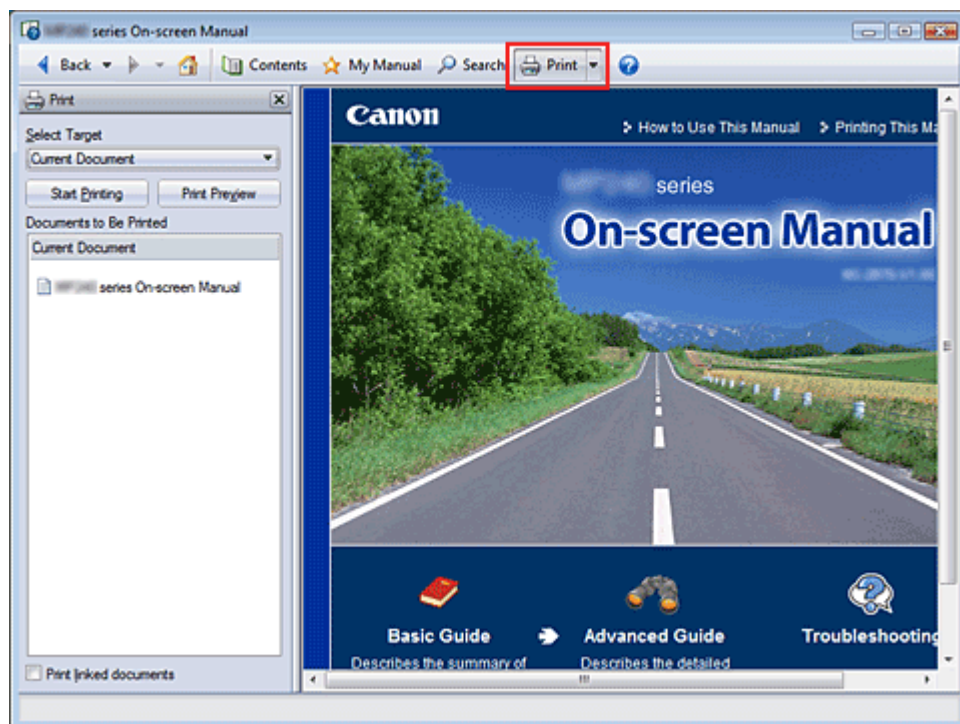 series On-screen Manual
Back Contents My Manual Search Print
Print
Select Target
Current Document
Start Printing Print Preview
Documents to Be Printed
Current Document
series On-screen Manual
Print linked documents
Canon
How to Use This Manual Printing This Ma
series
On-screen Manual
Basic Guide Advanced Guide Troubleshooting
Describes the summary of Describes the detailed